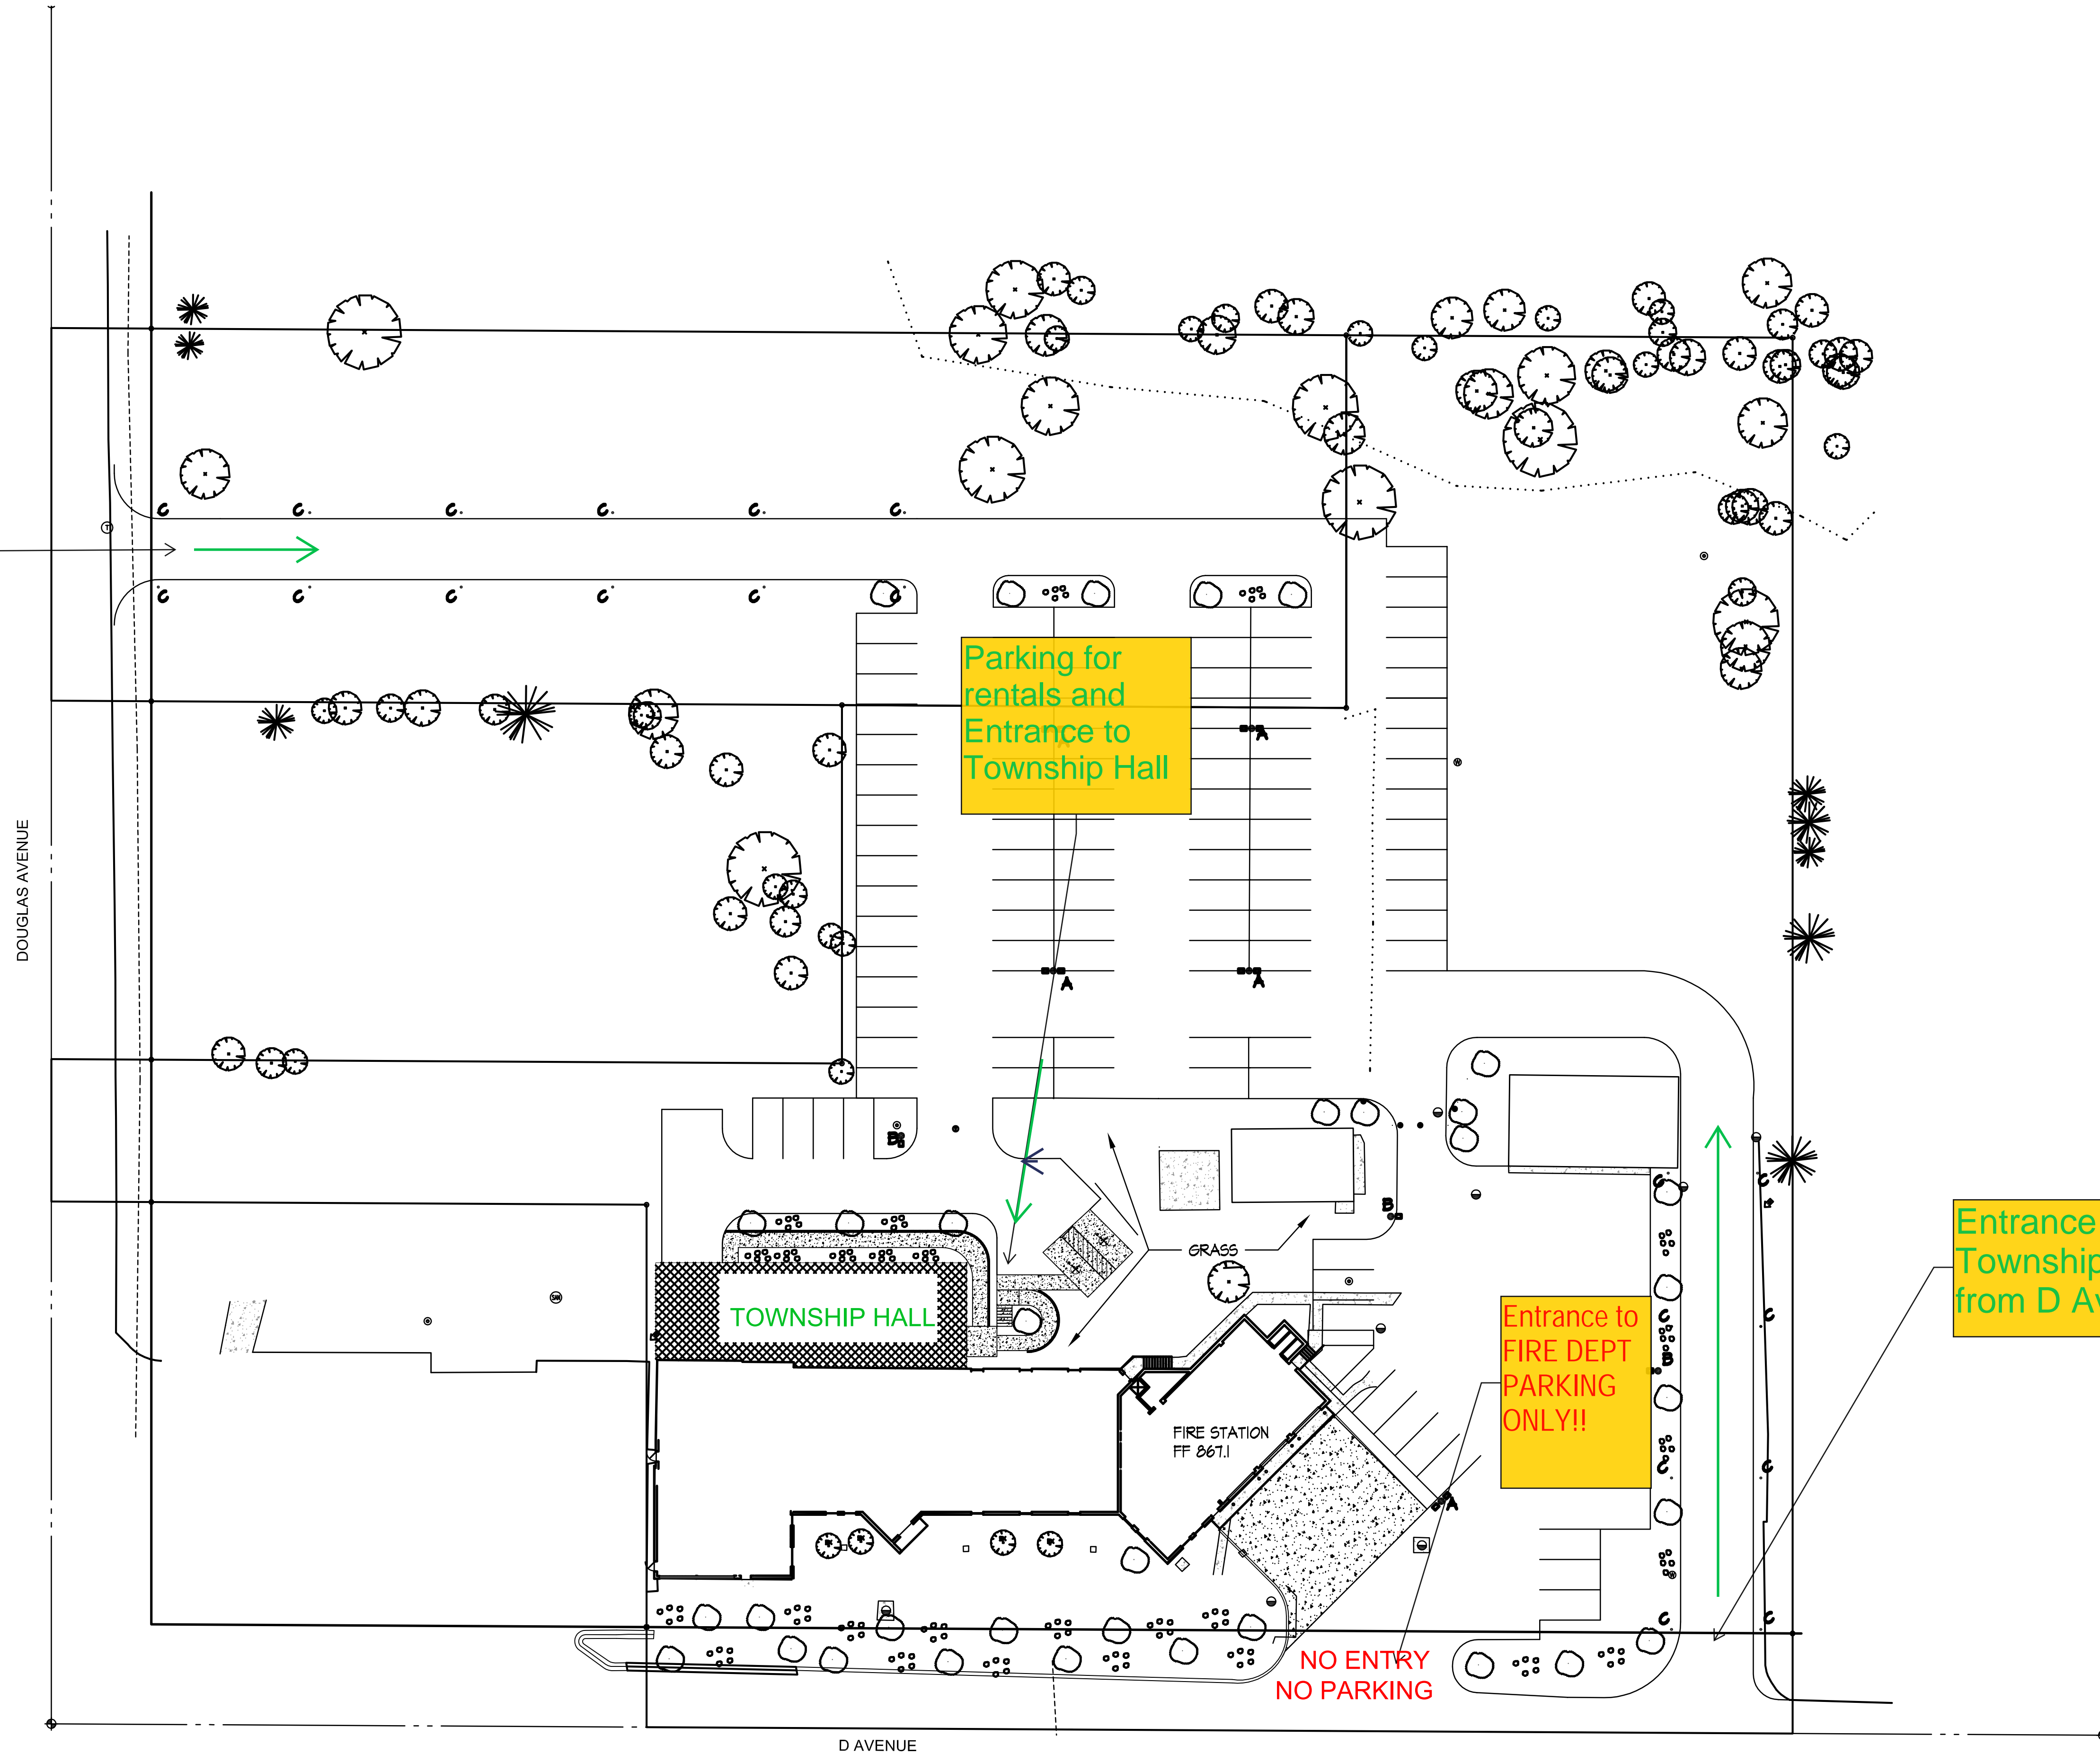 Parking for
rentals and
Entrance to
Township Hall
A
A
A
A
DOUGLAS AVENUE
B
GRASS
B
Entrance
Township
from D Av
TOWNSHIP HALL
SAN
Entrance to
FIRE DEPT
PARKING
ONLY!!
B
FIRE STATION
FF 867.1
A
NO ENTRY
NO PARKING
D AVENUE